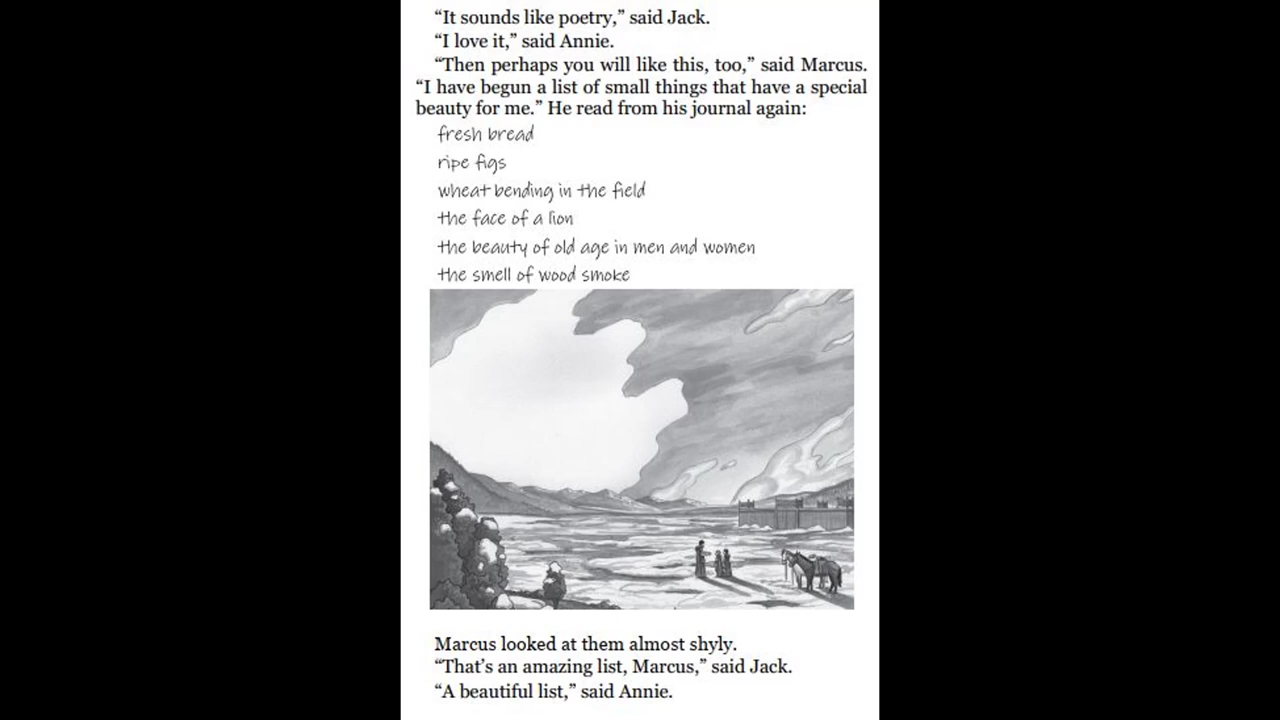 “It sounds like poetry,” said Jack.
“I love it,” said Annie.
“Then perhaps you will like this, too,” said Marcus.
“I have begun a list of small things that have a special
beauty for me.” He read from his journal again:
fresh bread
ripe figs
wheat bending in the field
the face of a lion
the beauty of old age in men and women
the smell of wood smoke
Marcus looked at them almost shyly.
“That’s an amazing list, Marcus,” said Jack.
“A beautiful list,” said Annie.